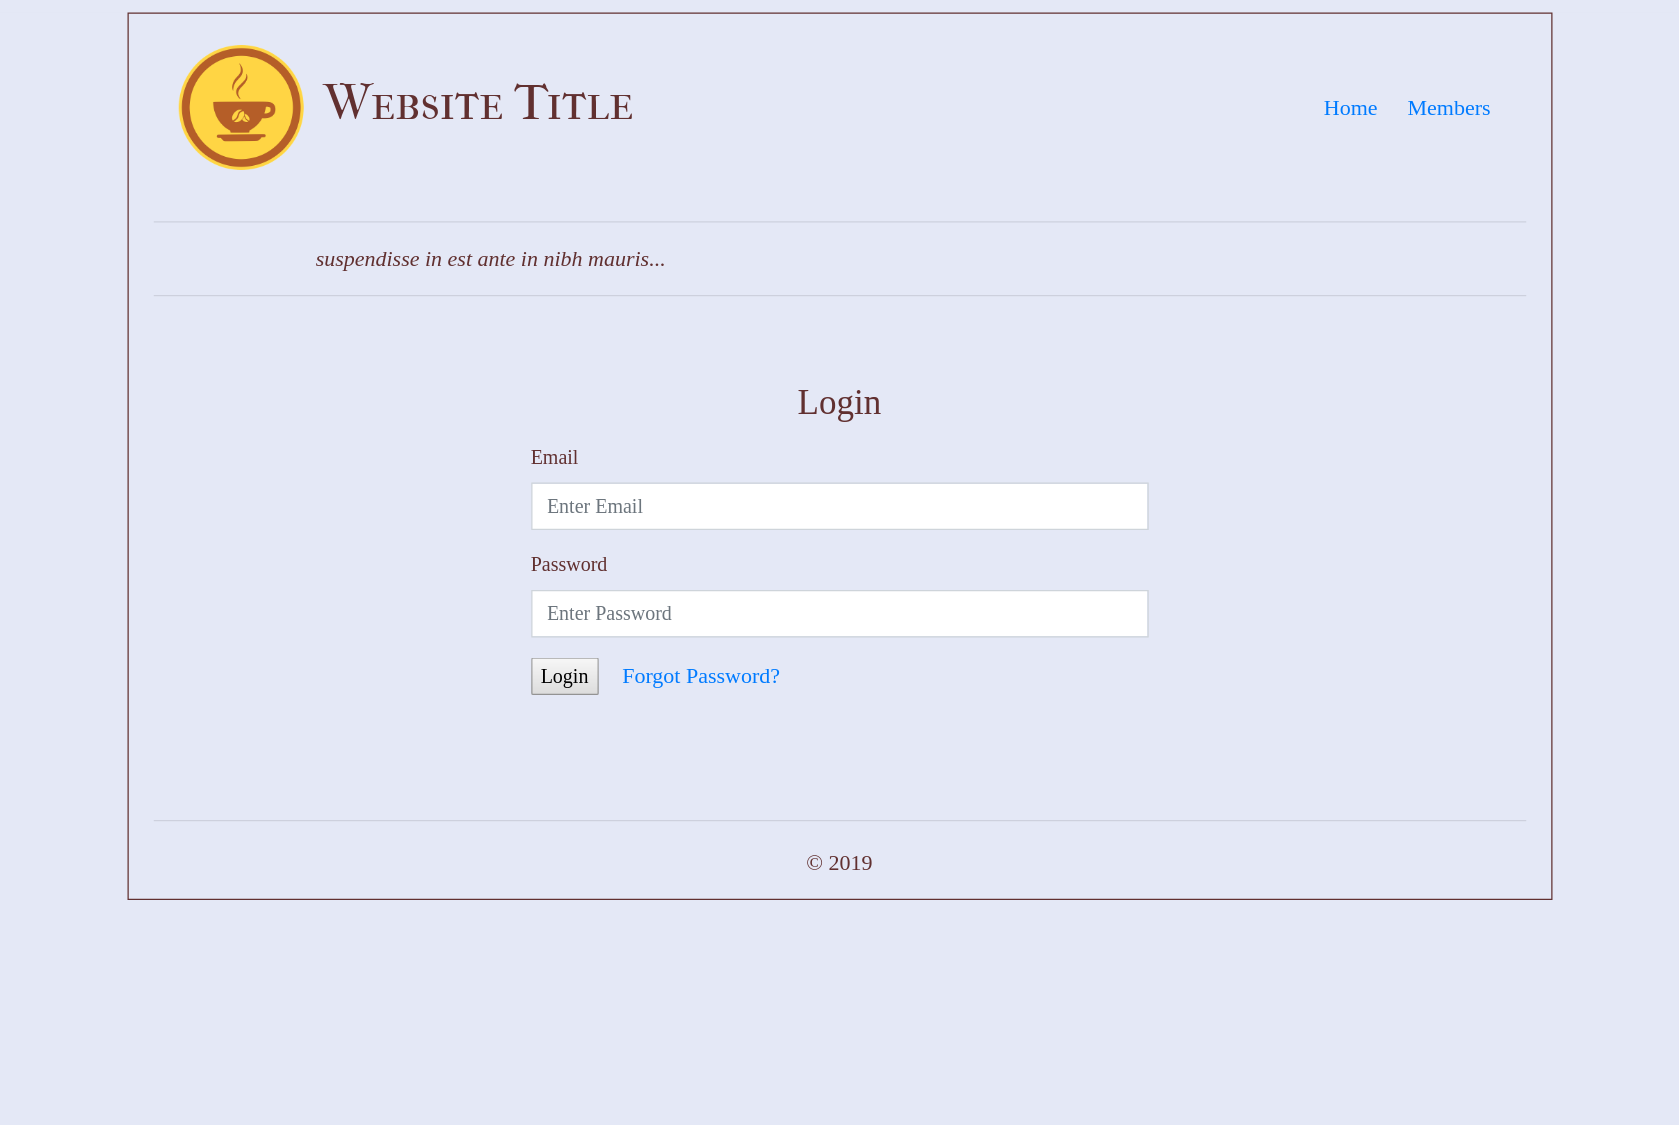 Website Title
Home Members
suspendisse in est ante in nibh mauris...
Login
Email
Enter Email
Password
Enter Password
Login Forgot Password?
© 2019